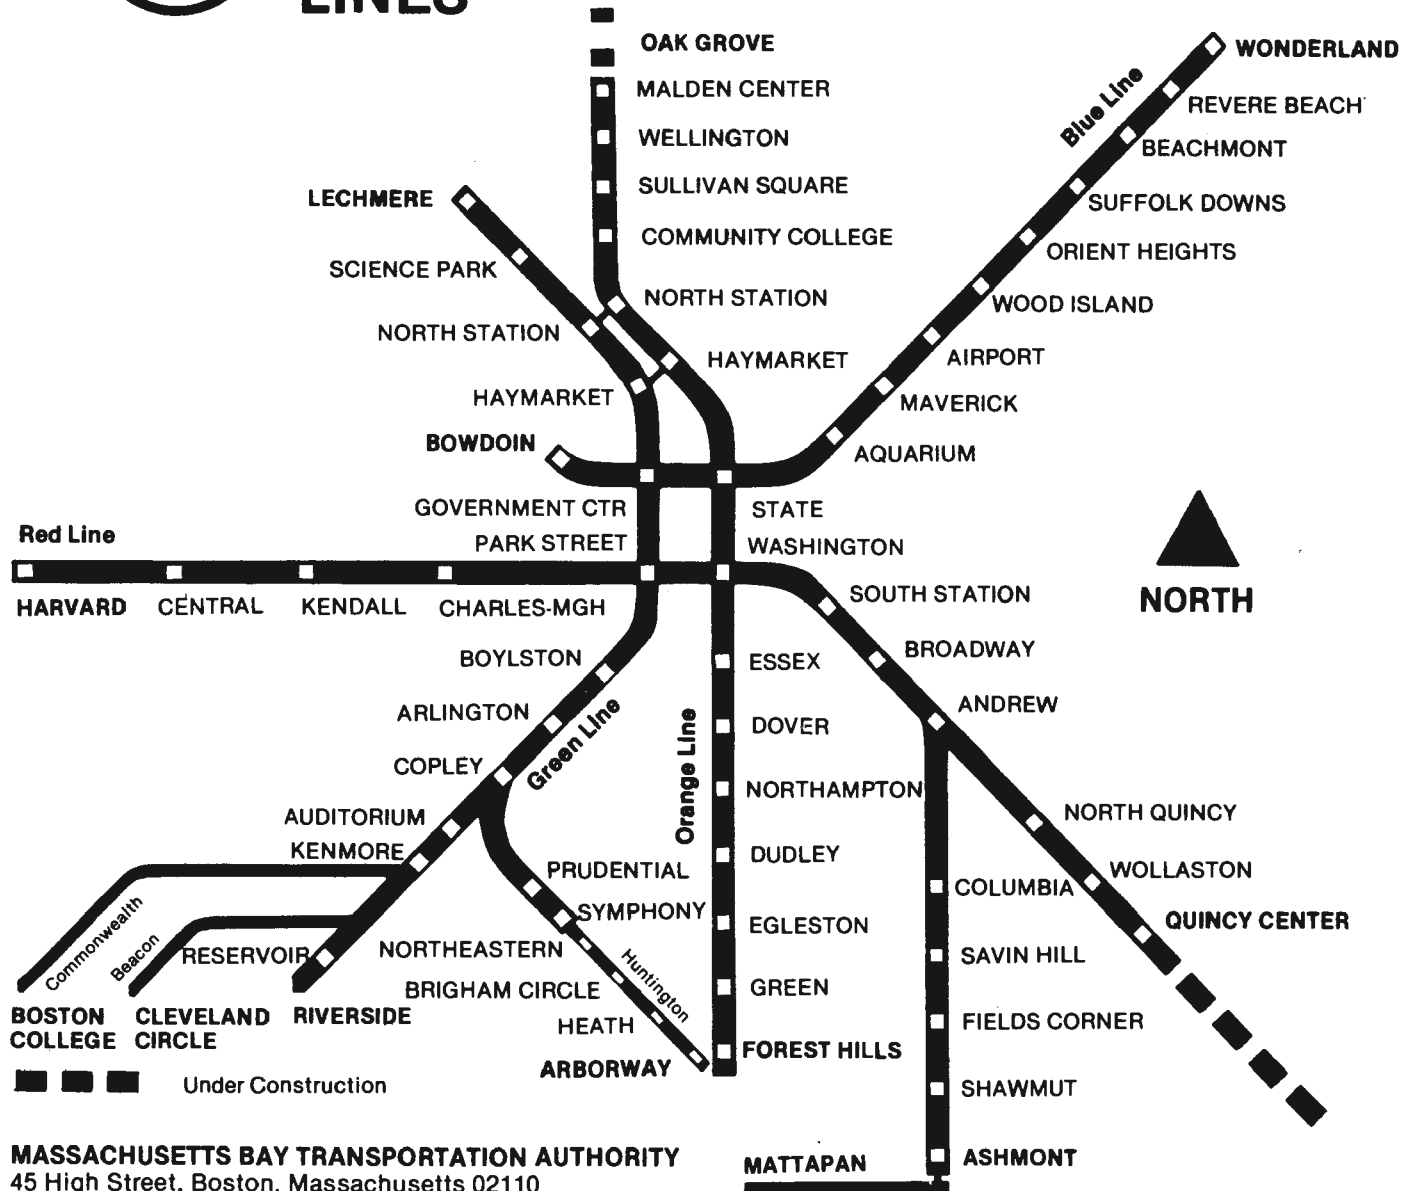 LINES
OAK GROVE
WONDERLAND
MALDEN CENTER
Blue Line
REVERE BEACH
WELLINGTON
BEACHMONT
LECHMERE
SULLIVAN SQUARE
SUFFOLK DOWNS
COMMUNITY COLLEGE
ORIENT HEIGHTS
SCIENCE PARK
NORTH STATION
WOOD ISLAND
NORTH STATION
HAYMARKET
AIRPORT
HAYMARKET
MAVERICK
BOWDOIN
AQUARIUM
GOVERNMENT CTR
STATE
Red Line
PARK STREET
WASHINGTON
HARVARD
CENTRAL
KENDALL
CHARLES-MGH
SOUTH STATION
NORTH
BOYLSTON
ESSEX
BROADWAY
ARLINGTON
Green Line
Orange Line
DOVER
ANDREW
COPLEY
NORTHAMPTON
AUDITORIUM
NORTH QUINCY
KENMORE
PRUDENTIAL
DUDLEY
WOLLASTON
Commonwealth
Beacon
SYMPHONY
COLUMBIA
QUINCY CENTER
RESERVOIR
NORTHEASTERN
EGLESTON
SAVIN HILL
BRIGHAM CIRCLE
Huntington
GREEN
BOSTON
COLLEGE
CLEVELAND
CIRCLE
RIVERSIDE
HEATH
FIELDS CORNER
ARBORWAY
FOREST HILLS
Under Construction
SHAWMUT
MASSACHUSETTS BAY TRANSPORTATION AUTHORITY
MATTAPAN
ASHMONT
45 High Street, Boston, Massachusetts 02110